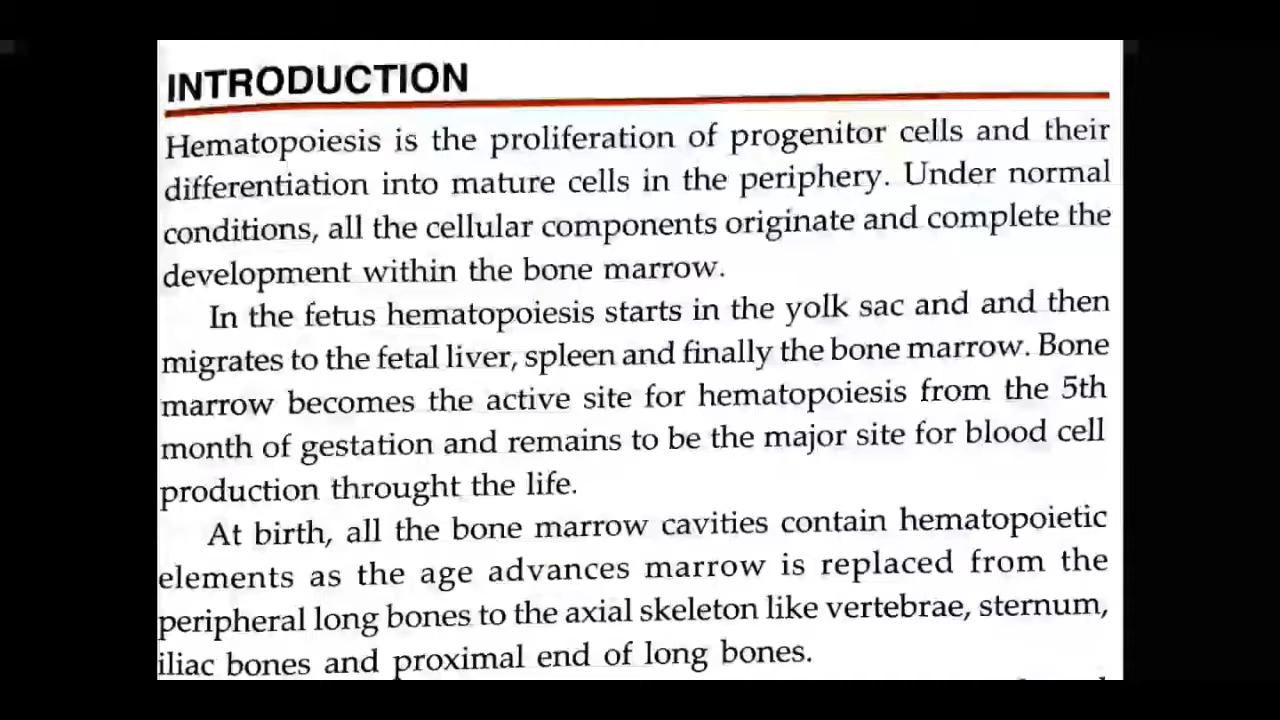 INTRODUCTION
Hematopoiesis is the proliferation of progenitor cells and their
differentiation into mature cells in the periphery. Under normal
conditions, all the cellular components originate and complete the
development within the bone marrow.
In the fetus hematopoiesis starts in the yolk sac and and then
migrates to the fetal liver, spleen and finally the bone marrow. Bone
marrow becomes the active site for hematopoiesis from the 5th
month of gestation and remains to be the major site for blood cell
production throught the life.
At birth, all the bone marrow cavities contain hematopoietic
elements as the age advances marrow is replaced from the
peripheral long bones to the axial skeleton like vertebrae, sternum,
iliac bones and proximal end of long bones.